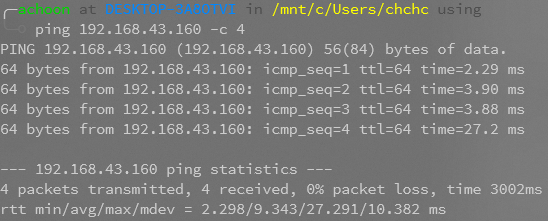 achoon at DESKTOP-3A6OTVT in /mnt/c/Users/chchc using
ping 192.168.43.160 -c 4
PING 192.168.43.160 (192.168.43.160) 56(84) bytes of data.
64 bytes from 192.168.43.160: icmp_seq=1 ttl=64 time=2.29 ms
64 bytes from 192.168.43.160: icmp_seq=2 ttl=64 time=3.90 ms
64 bytes from 192.168.43.160: icmp_seq=3 ttl=64 time=3.88 ms
64 bytes from 192.168.43.160: icmp_seq=4 ttl=64 time=27.2 ms
--- 192.168.43.160 ping statistics ---
4 packets transmitted, 4 received, 0% packet loss, time 3002ms
rtt min/avg/max/mdev = 2.298/9.343/27.291/10.382 ms